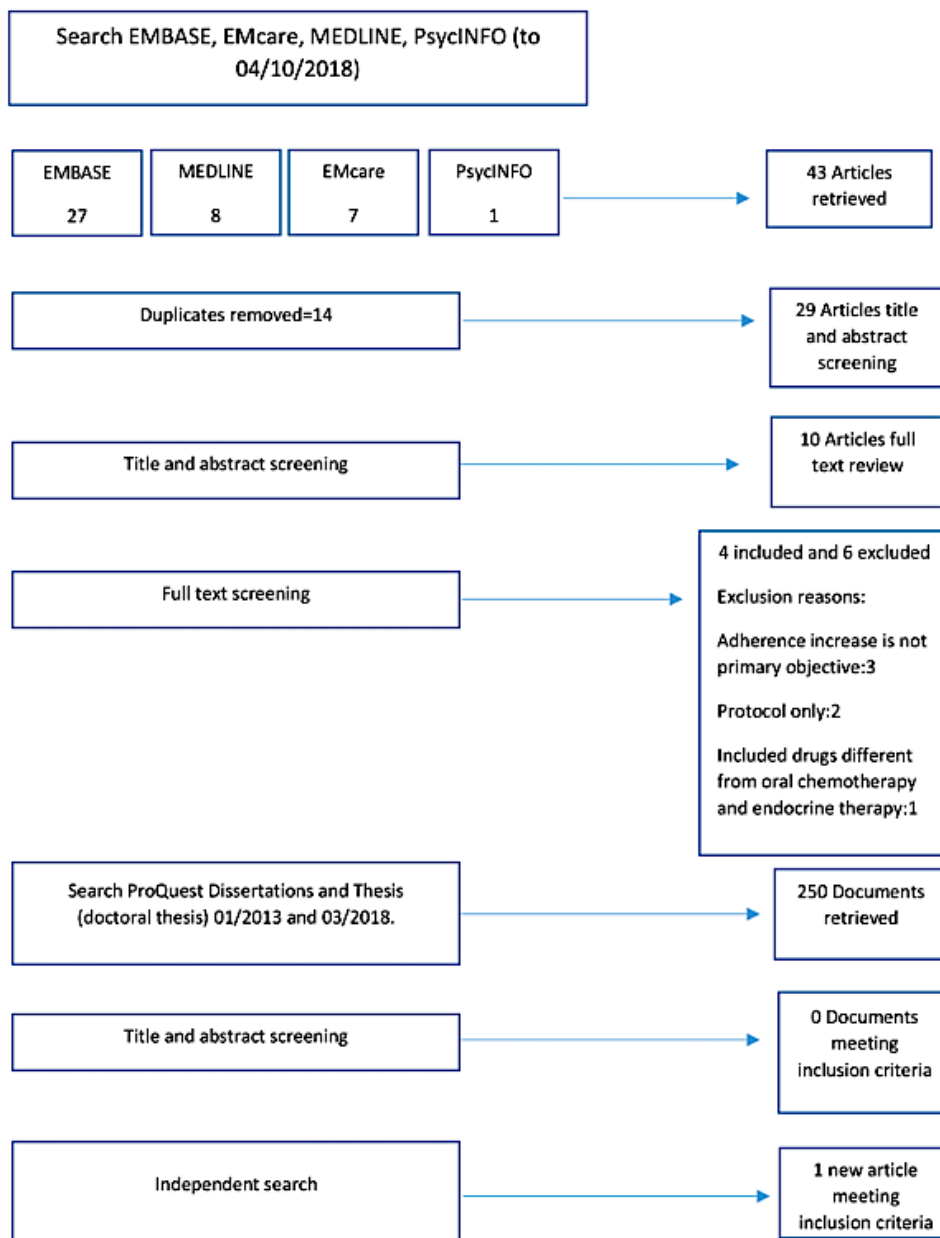 Search EMBASE, EMcare, MEDLINE, PsycINFO (to
04/10/2018)
EMBASE
27
MEDLINE
8
EMcare
7
PsycINFO
1
43 Articles
retrieved
Duplicates removed=14
29 Articles title
and abstract
screening
Title and abstract screening
10 Articles full
text review
Full text screening
4 included and 6 excluded
Exclusion reasons:
Adherence increase is not
primary objective:3
Protocol only:2
Included drugs different
from oral chemotherapy
and endocrine therapy:1
Search ProQuest Dissertations and Thesis
(doctoral thesis) 01/2013 and 03/2018.
250 Documents
retrieved
Title and abstract screening
0 Documents
meeting
inclusion criteria
Independent search
1 new article
meeting
inclusion criteria